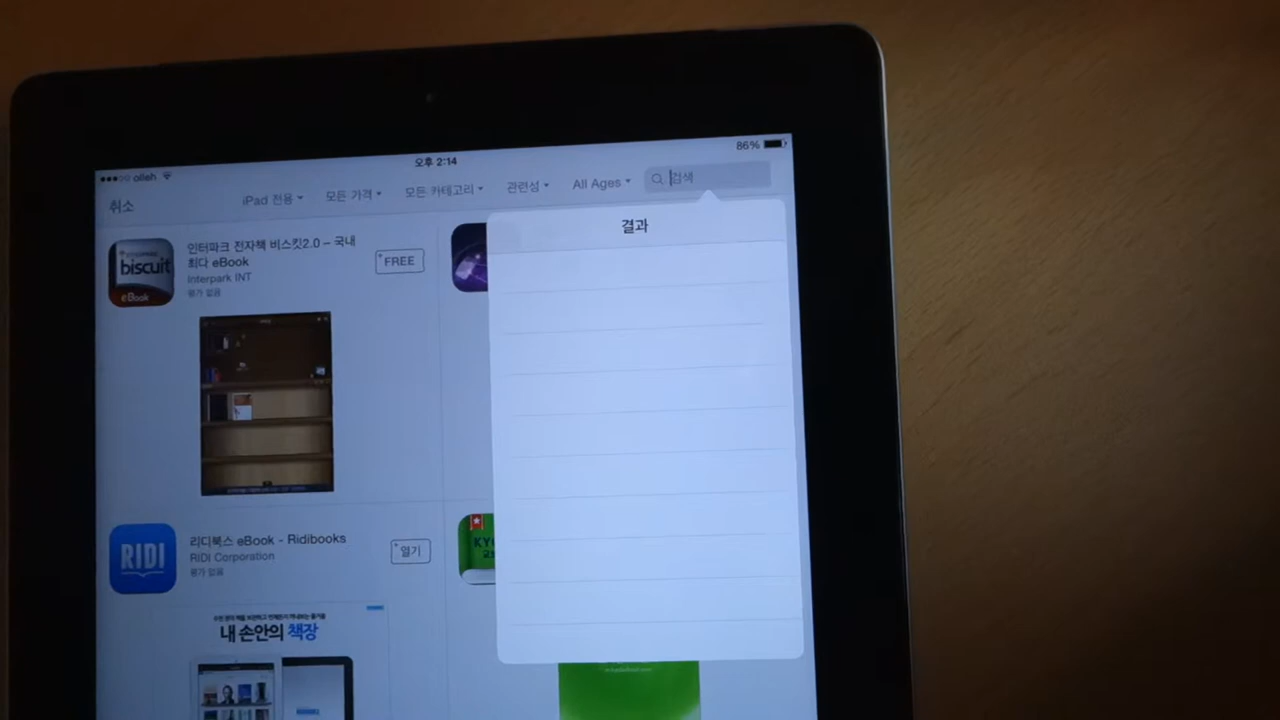 olleh
오후 2:14
86%
취소
iPad 전용
모든 가격
모든 카테고리
관련성
All Ages
검색
결과
biscuit
eBook
인터파크 전자책 비스킷2.0 – 국내
최다 eBook
Interpark INT
평가 없음
+FREE
RIDI
리디북스 eBook - Ridibooks
RIDI Corporation
평가 없음
+열기
KY
교보
내 손안의 책장